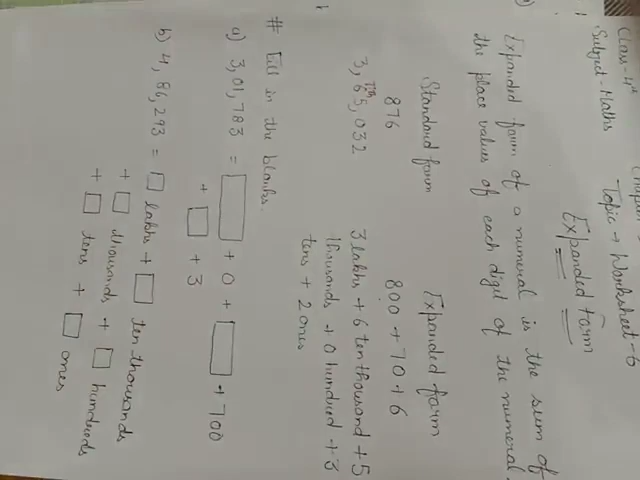 Class-4th
Subject-Maths
Topic → Worksheet-6
Expanded form
Expanded form of a numeral is the sum of
the place values of each digit of the numeral.
Standard form Expanded form
876 800 + 70 + 6
3,65,032 3 lakhs + 6 ten thousand + 5
thousands + 0 hundred + 3
tens + 2 ones
# Fill in the blanks.
a) 3,01,783 = □ + 0 + □ + 700
+ □ + 3
b) 4,86,293 = □ lakhs + □ ten thousands
+ □ thousands + □ hundreds
+ □ tens + □ ones